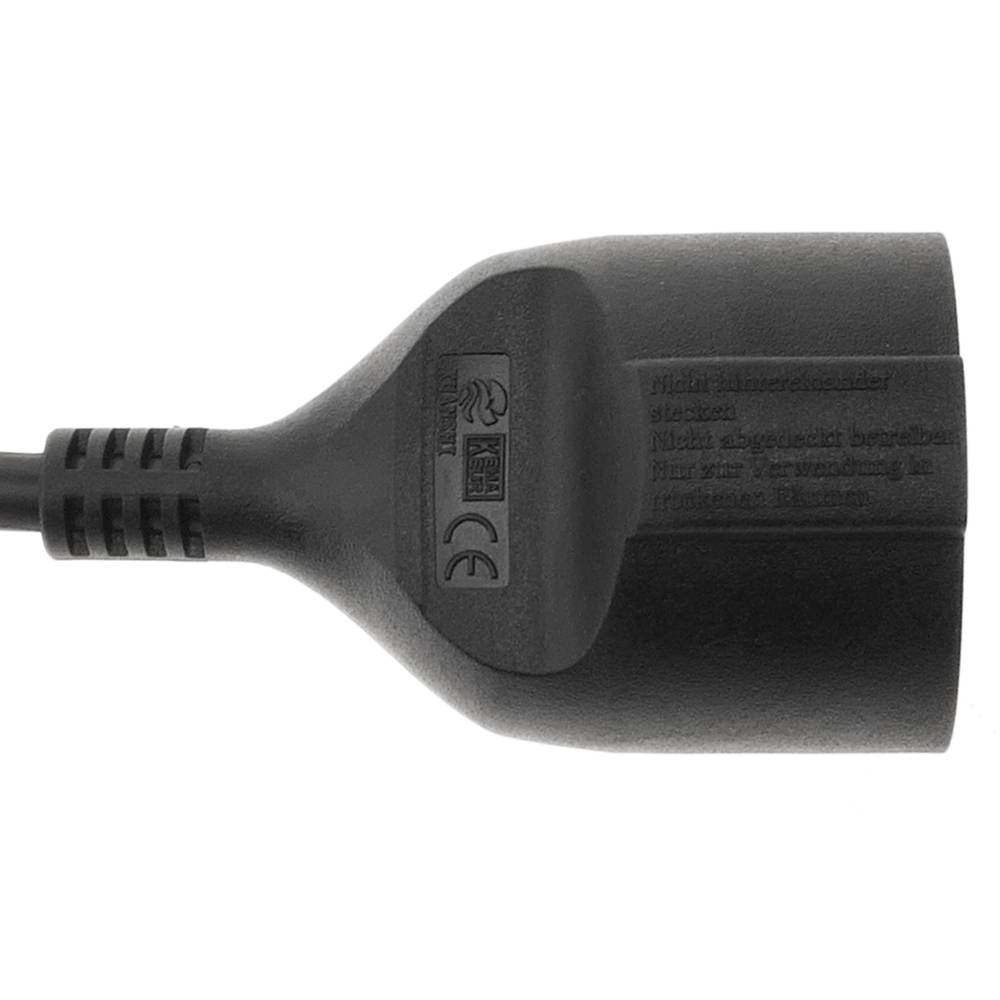 Nicht hintereinander
stecken
Nicht abgedeckt betreiben
Nur zur Verwendung in
trockenen Räumen
KEMA
KEUR
CE